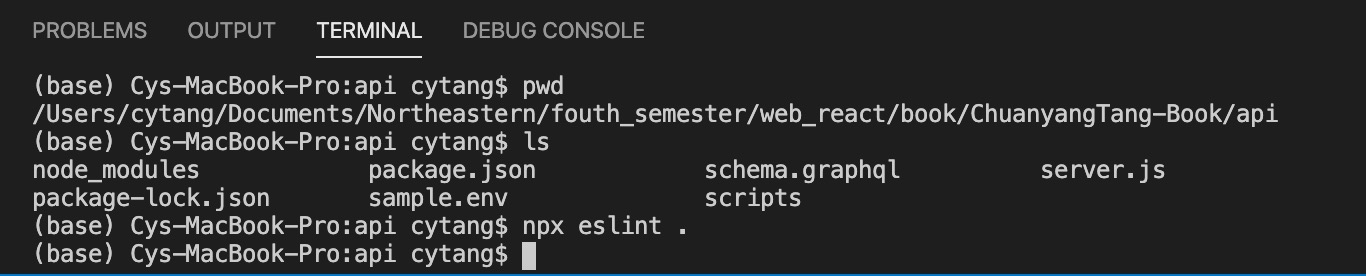 PROBLEMS OUTPUT TERMINAL DEBUG CONSOLE
(base) Cys-MacBook-Pro:api cytang$ pwd
/Users/cytang/Documents/Northeastern/fouth_semester/web_react/book/ChuanyangTang-Book/api
(base) Cys-MacBook-Pro:api cytang$ ls
node_modules package.json schema.graphql server.js
package-lock.json sample.env scripts
(base) Cys-MacBook-Pro:api cytang$ npx eslint .
(base) Cys-MacBook-Pro:api cytang$